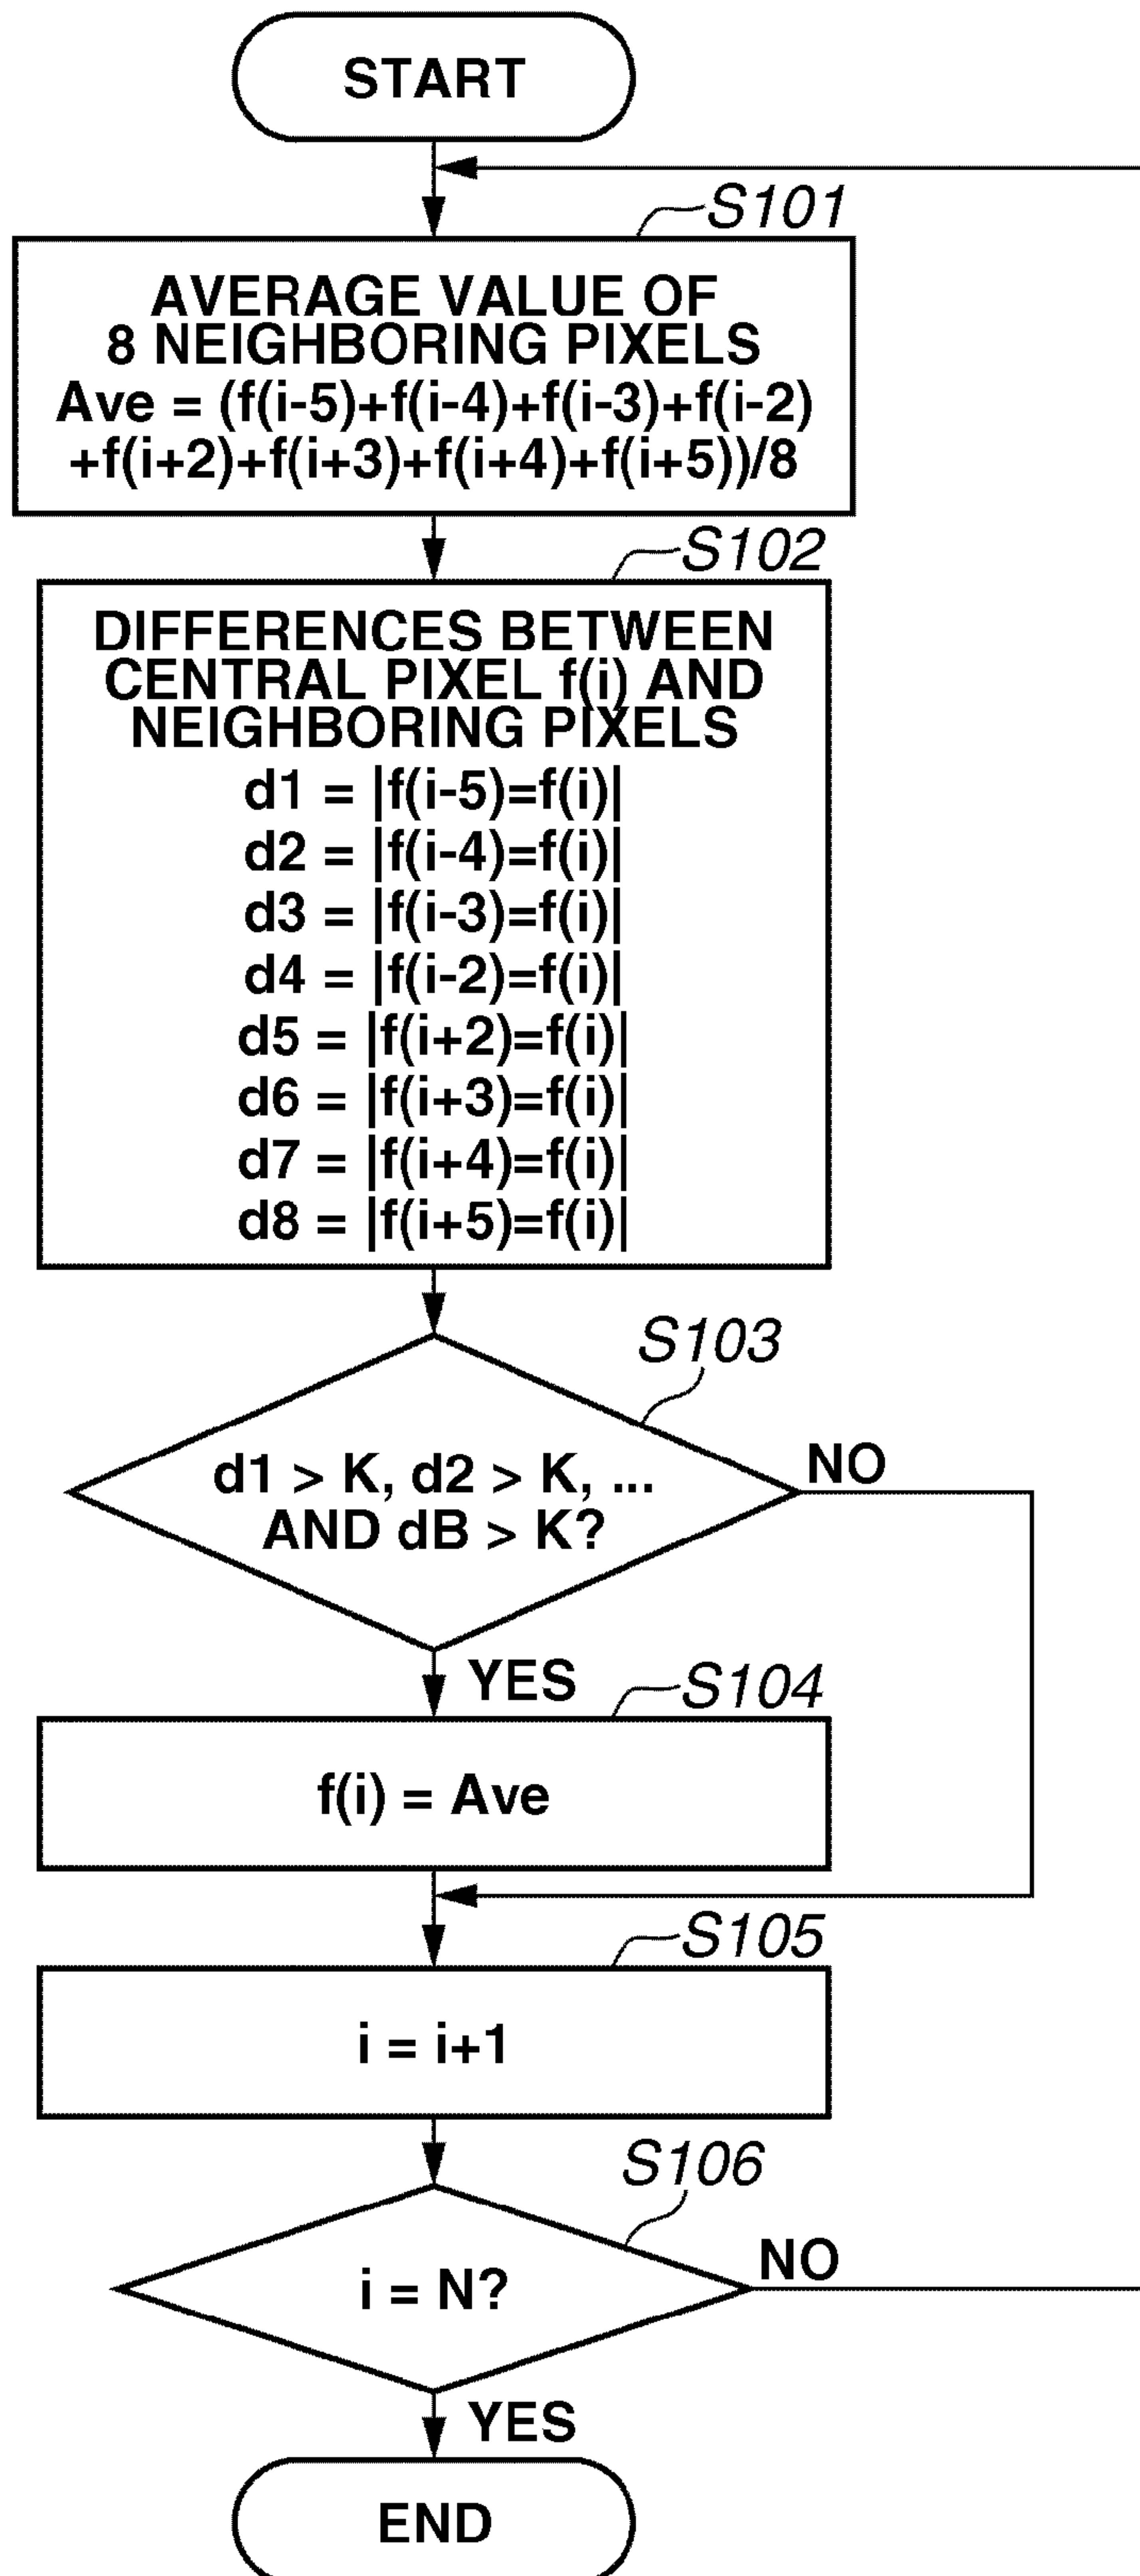 START
S101
AVERAGE VALUE OF
8 NEIGHBORING PIXELS
Ave = (f(i-5)+f(i-4)+f(i-3)+f(i-2)
+f(i+2)+f(i+3)+f(i+4)+f(i+5))/8
S102
DIFFERENCES BETWEEN
CENTRAL PIXEL f(i) AND
NEIGHBORING PIXELS
d1 = |f(i-5)=f(i)|
d2 = |f(i-4)=f(i)|
d3 = |f(i-3)=f(i)|
d4 = |f(i-2)=f(i)|
d5 = |f(i+2)=f(i)|
d6 = |f(i+3)=f(i)|
d7 = |f(i+4)=f(i)|
d8 = |f(i+5)=f(i)|
S103
d1 > K, d2 > K, ...
AND dB > K?
NO
YES
S104
f(i) = Ave
S105
i = i+1
S106
i = N?
NO
YES
END